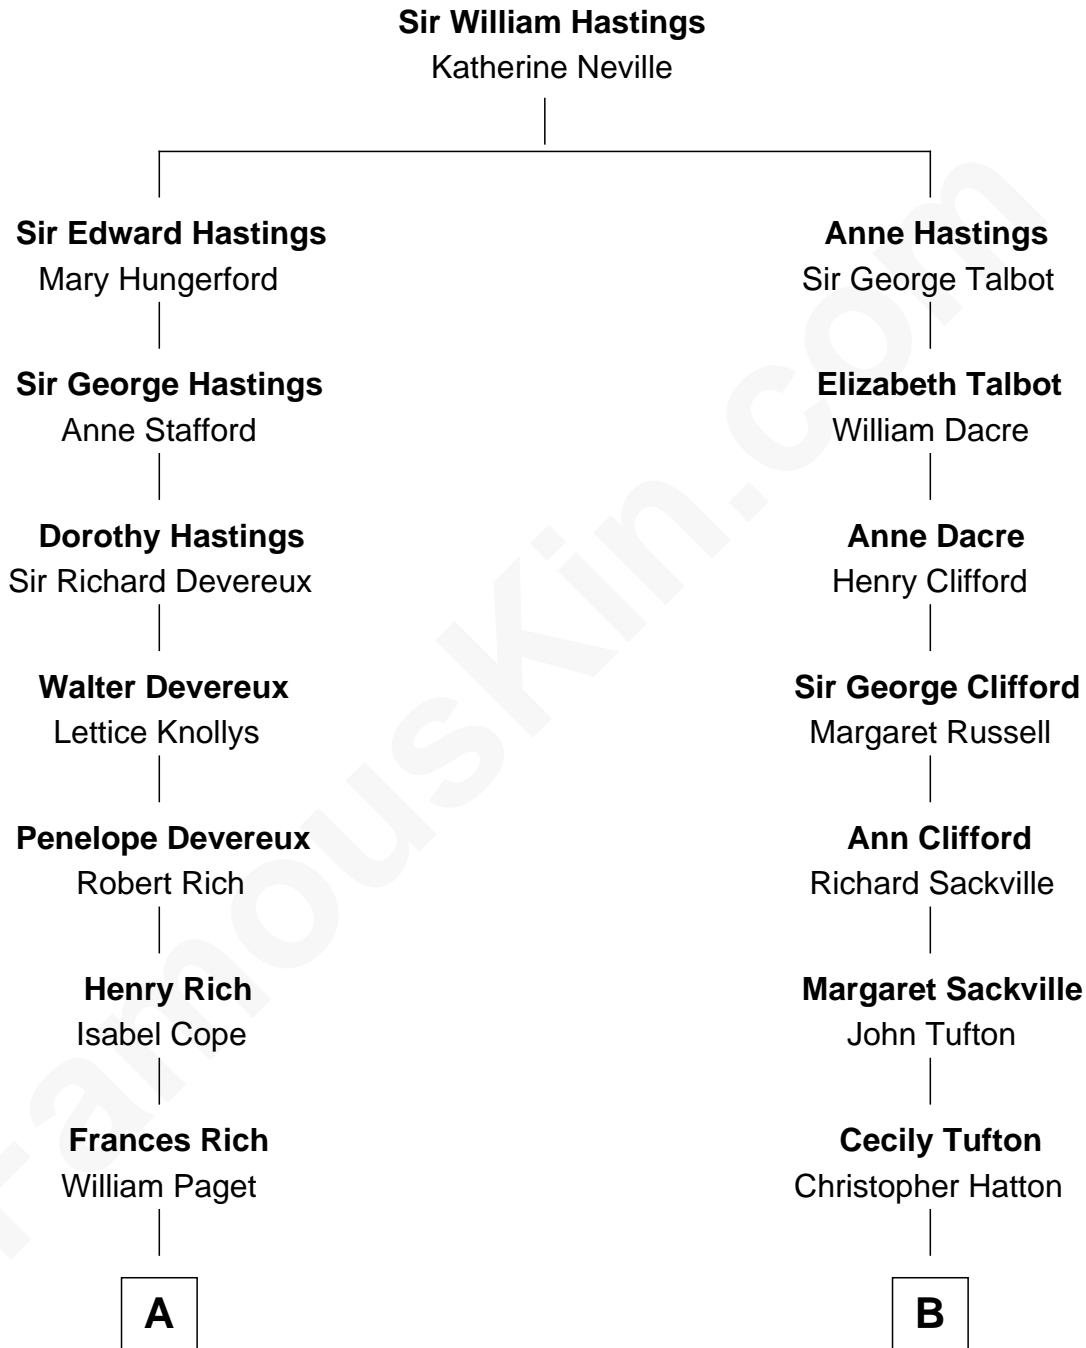 Sir William Hastings
Katherine Neville
Sir Edward Hastings
Mary Hungerford
Anne Hastings
Sir George Talbot
Sir George Hastings
Anne Stafford
Elizabeth Talbot
William Dacre
Dorothy Hastings
Sir Richard Devereux
Anne Dacre
Henry Clifford
Walter Devereux
Lettice Knollys
Sir George Clifford
Margaret Russell
Penelope Devereux
Robert Rich
Ann Clifford
Richard Sackville
Henry Rich
Isabel Cope
Margaret Sackville
John Tufton
Frances Rich
William Paget
Cecily Tufton
Christopher Hatton
A
B
FamousKin.com